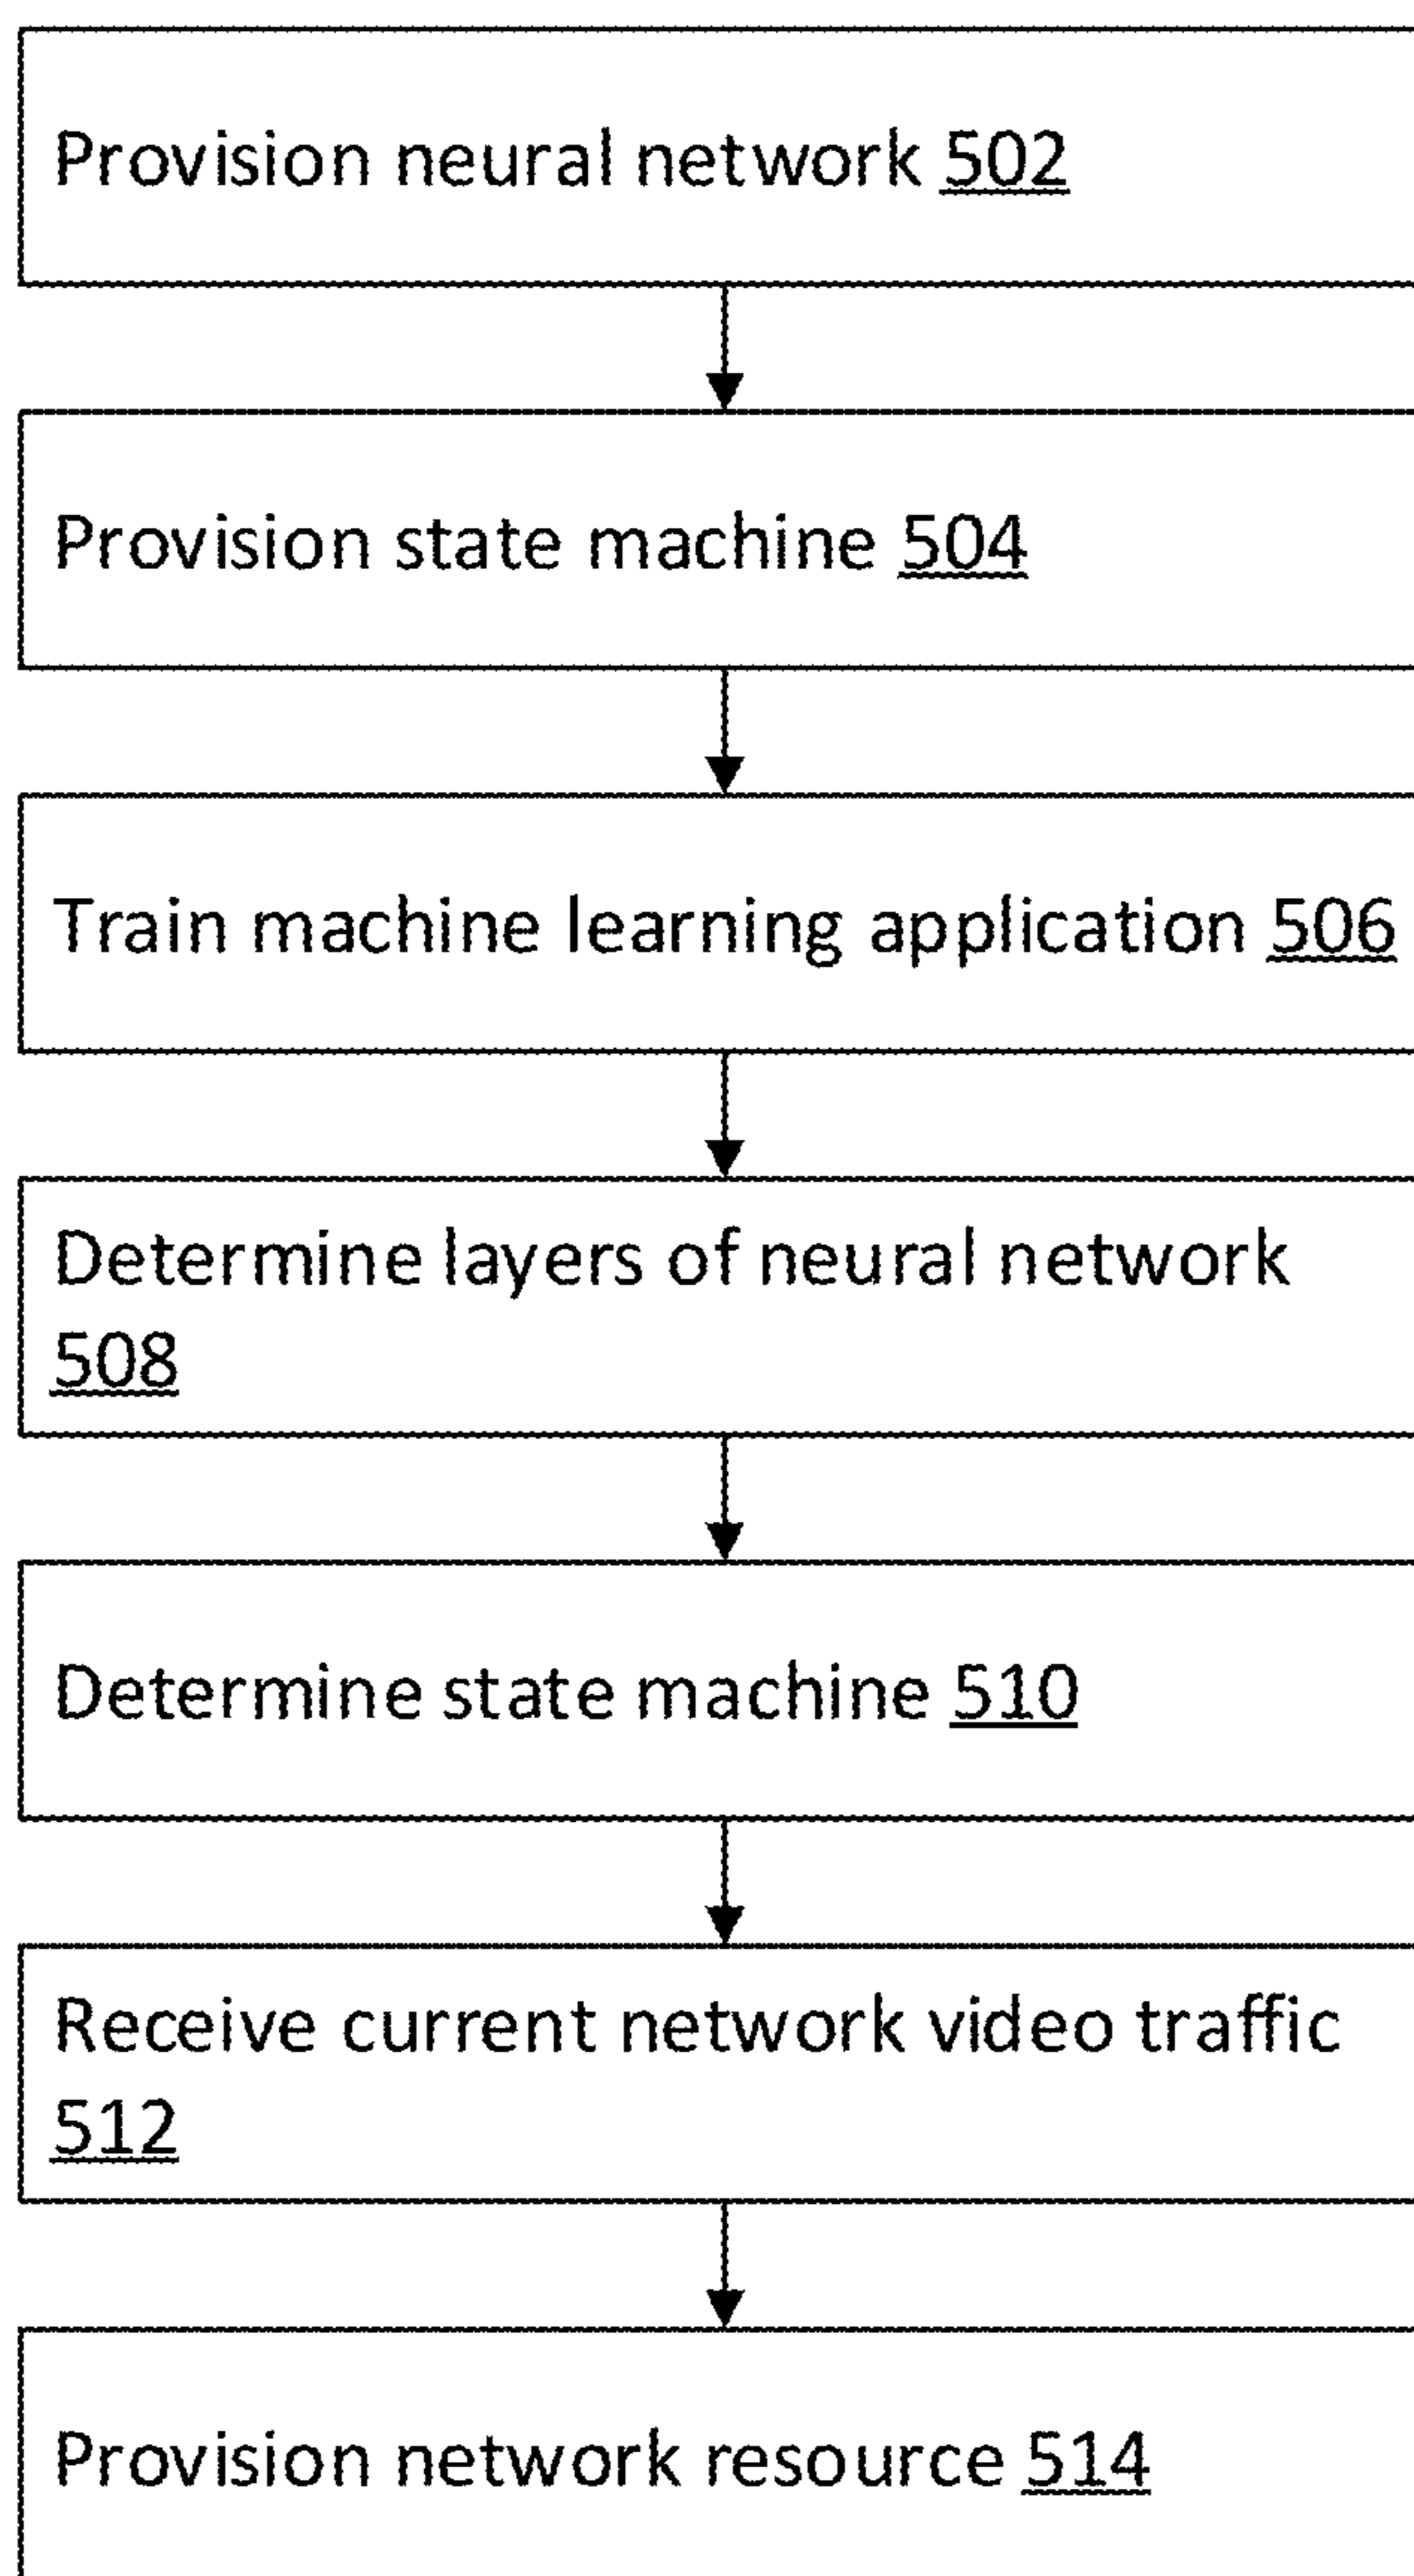 Provision neural network 502
Provision state machine 504
Train machine learning application 506
Determine layers of neural network
508
Determine state machine 510
Receive current network video traffic
512
Provision network resource 514